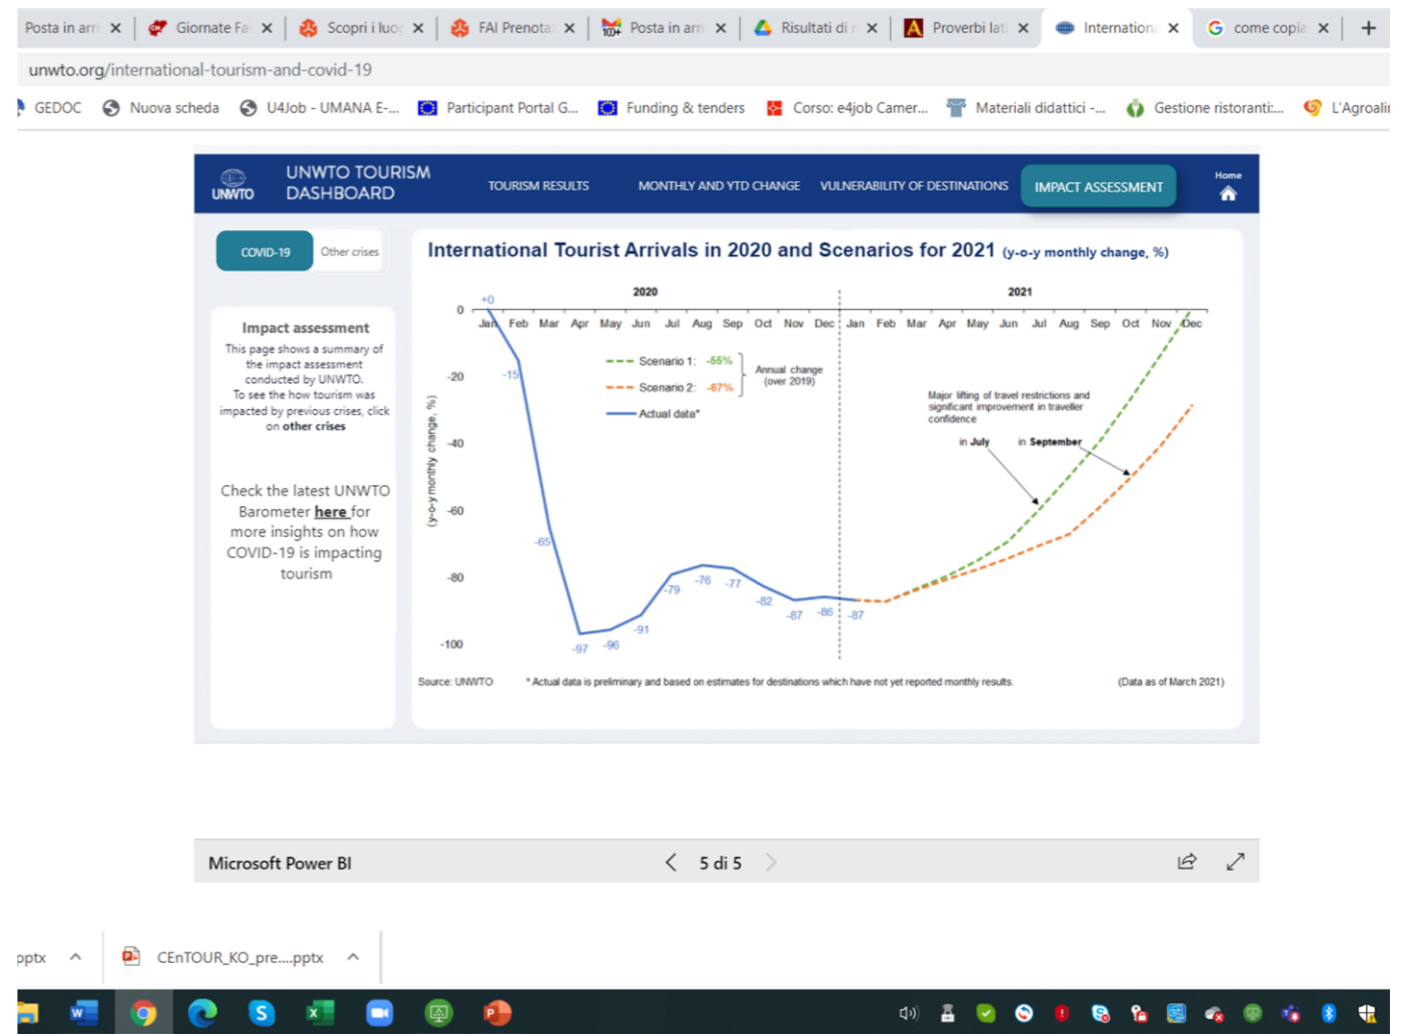 Posta in arri
Giornate Fa
Scopri i luog
FAI Prenota
Posta in arri
Risultati di r
Proverbi lat
Internation
come copia
unwto.org/international-tourism-and-covid-19
GEDOC
Nuova scheda
U4Job - UMANA E-...
Participant Portal G...
Funding & tenders
Corso: e4job Camer...
Materiali didattici -...
Gestione ristoranti:...
L'Agroali
UNWTO
UNWTO TOURISM
DASHBOARD
TOURISM RESULTS
MONTHLY AND YTD CHANGE
VULNERABILITY OF DESTINATIONS
IMPACT ASSESSMENT
Home
COVID-19
Other crises
International Tourist Arrivals in 2020 and Scenarios for 2021 (y-o-y monthly change, %)
Impact assessment
This page shows a summary of
the impact assessment
conducted by UNWTO.
To see the how tourism was
impacted by previous crises, click
on other crises
Check the latest UNWTO
Barometer here for
more insights on how
COVID-19 is impacting
tourism
2020
2021
+0
0
-20
-40
-60
-80
-100
(y-o-y monthly change, %)
Jan Feb Mar Apr May Jun Jul Aug Sep Oct Nov Dec Jan Feb Mar Apr May Jun Jul Aug Sep Oct Nov Dec
Scenario 1: -55%
Scenario 2: -67%
Actual data*
Annual change
(over 2019)
Major lifting of travel restrictions and
significant improvement in traveller
confidence
in July
in September
-15
-65
-97
-96
-91
-79
-76
-77
-82
-87
-86
-87
Source: UNWTO
* Actual data is preliminary and based on estimates for destinations which have not yet reported monthly results.
(Data as of March 2021)
Microsoft Power BI
5 di 5
pptx
CEnTOUR_KO_pre....pptx